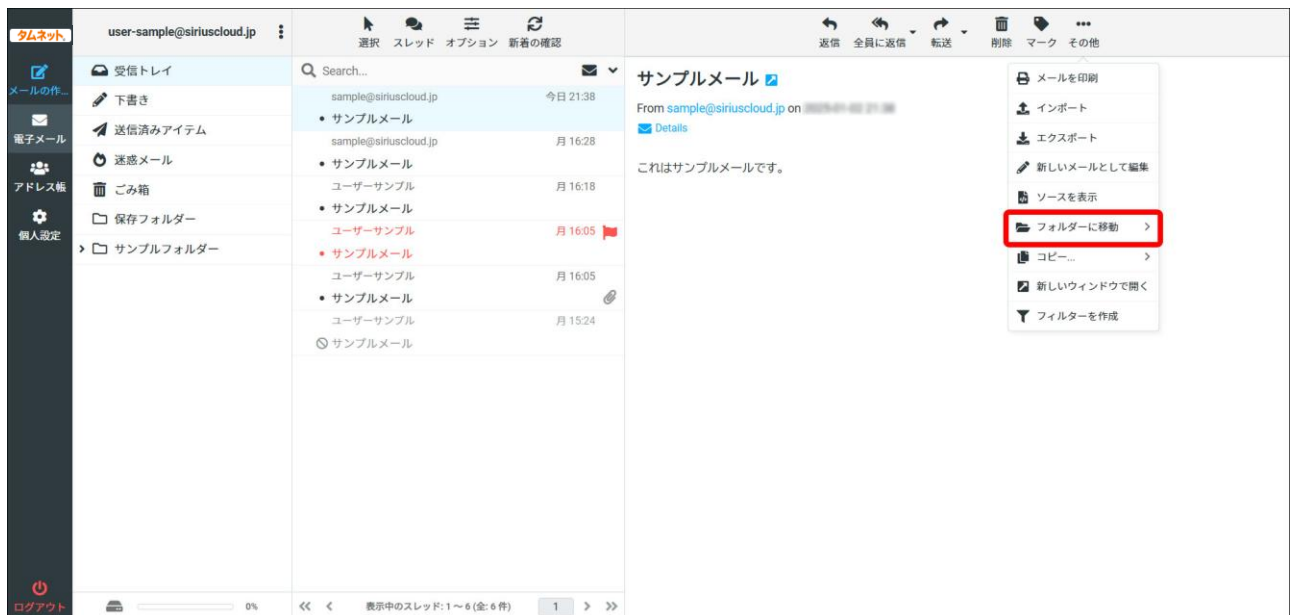 タムネット
メールの作...
電子メール
アドレス帳
個人設定
ログアウト
user-sample@siriuscloud.jp
受信トレイ
下書き
送信済みアイテム
迷惑メール
ごみ箱
保存フォルダー
サンプルフォルダー
0%
選択 スレッド オプション 新着の確認
Search...
sample@siriuscloud.jp 今日 21:38
• サンプルメール
sample@siriuscloud.jp 月 16:28
• サンプルメール
ユーザーサンプル 月 16:18
• サンプルメール
ユーザーサンプル 月 16:05
• サンプルメール
ユーザーサンプル 月 16:05
• サンプルメール
ユーザーサンプル 月 15:24
サンプルメール
表示中のスレッド: 1 ～ 6 (全: 6 件) 1
返信 全員に返信 転送 削除 マーク その他
サンプルメール
From sample@siriuscloud.jp on
Details
これはサンプルメールです。
メールを印刷
インポート
エクスポート
新しいメールとして編集
ソースを表示
フォルダーに移動
コピー...
新しいウィンドウで開く
フィルターを作成